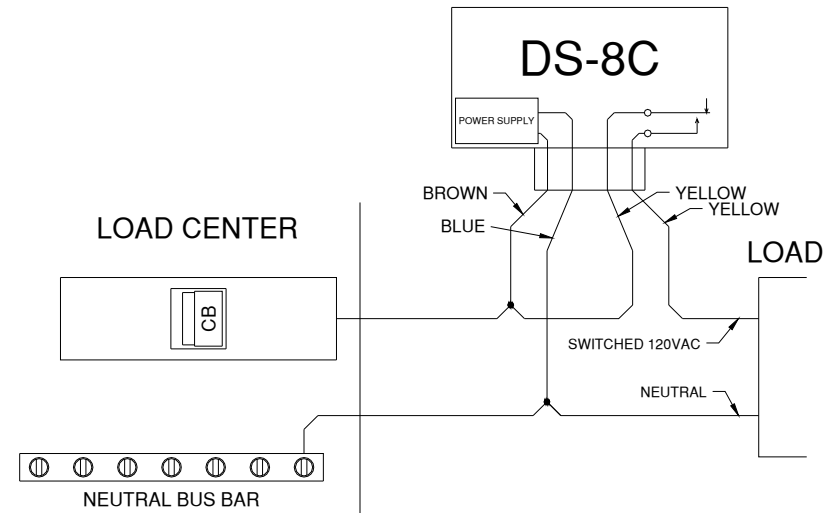 DS-8C
POWER SUPPLY
BROWN
YELLOW
YELLOW
BLUE
LOAD CENTER
LOAD
CB
SWITCHED 120VAC
NEUTRAL
NEUTRAL BUS BAR